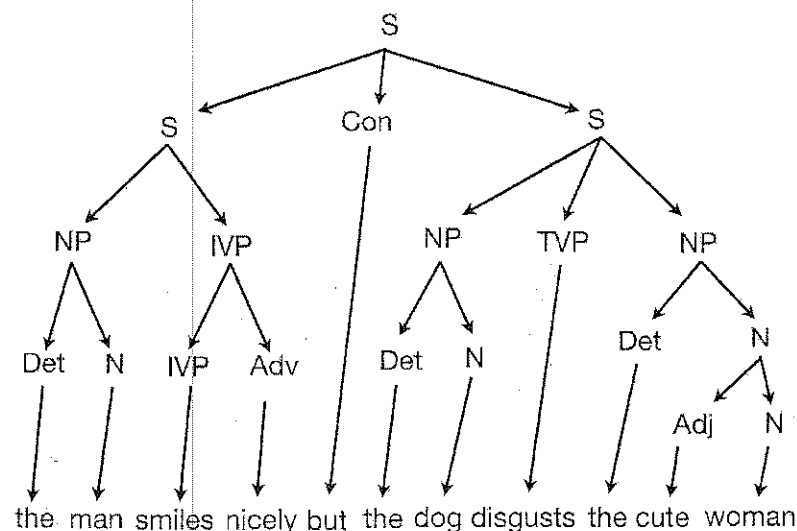 S
S Con S
NP IVP NP TVP NP
Det N IVP Adv Det N Det N
Adj N
the man smiles nicely but the dog disgusts the cute woman